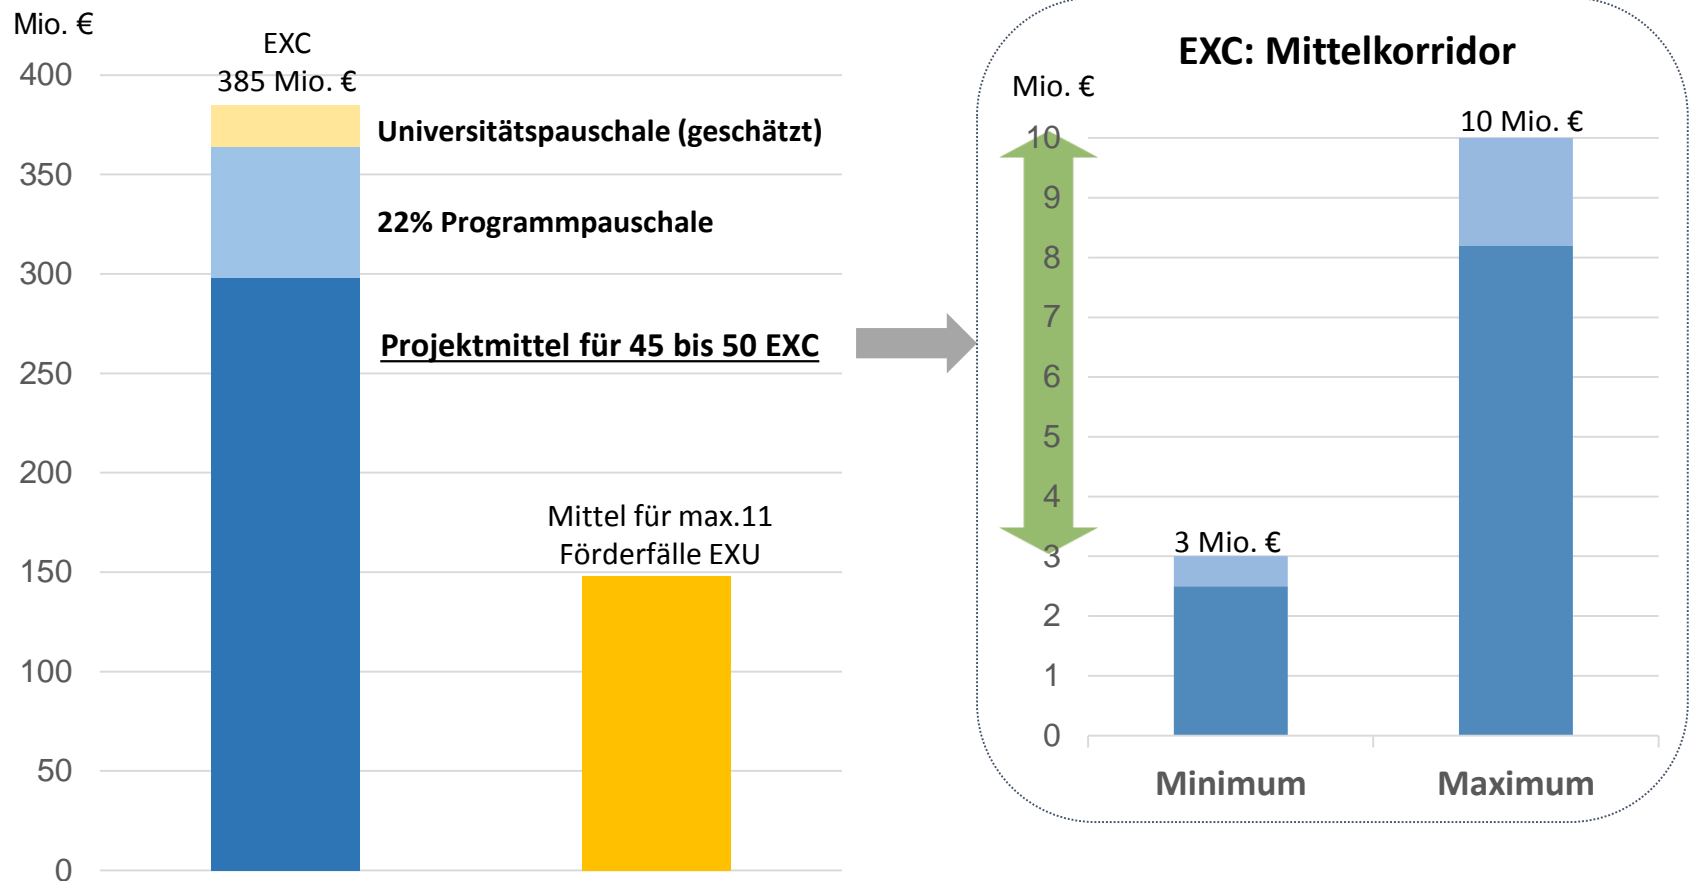 Mio. €
EXC
385 Mio. €
400
350
300
250
200
150
100
50
0
Universitätspauschale (geschätzt)
22% Programmpauschale
Projektmittel für 45 bis 50 EXC
Mittel für max.11
Förderfälle EXU
EXC: Mittelkorridor
Mio. €
10
9
8
7
6
5
4
3
2
1
0
3 Mio. €
10 Mio. €
Minimum
Maximum